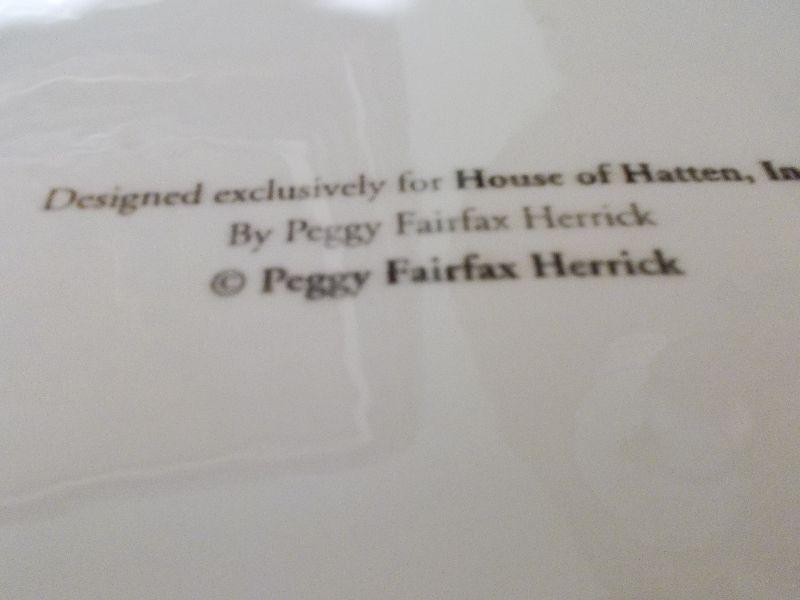 Designed exclusively for House of Hatten, In
By Peggy Fairfax Herrick
© Peggy Fairfax Herrick